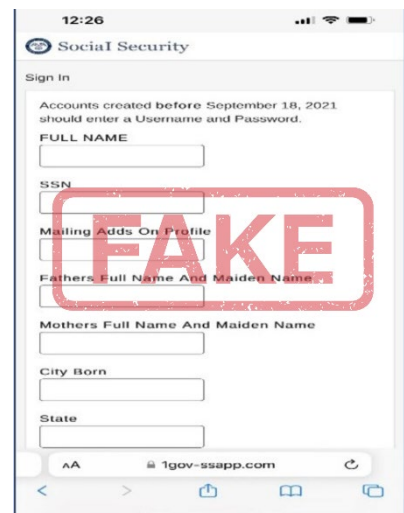 12:26
SociaI Security
Sign In
Accounts created before September 18, 2021
should enter a Username and Password.
FULL NAME
SSN
Mailing Adds On Profile
FAKE
Fathers Full Name And Maiden Name
Mothers Full Name And Maiden Name
City Born
State
AA
1gov-ssapp.com